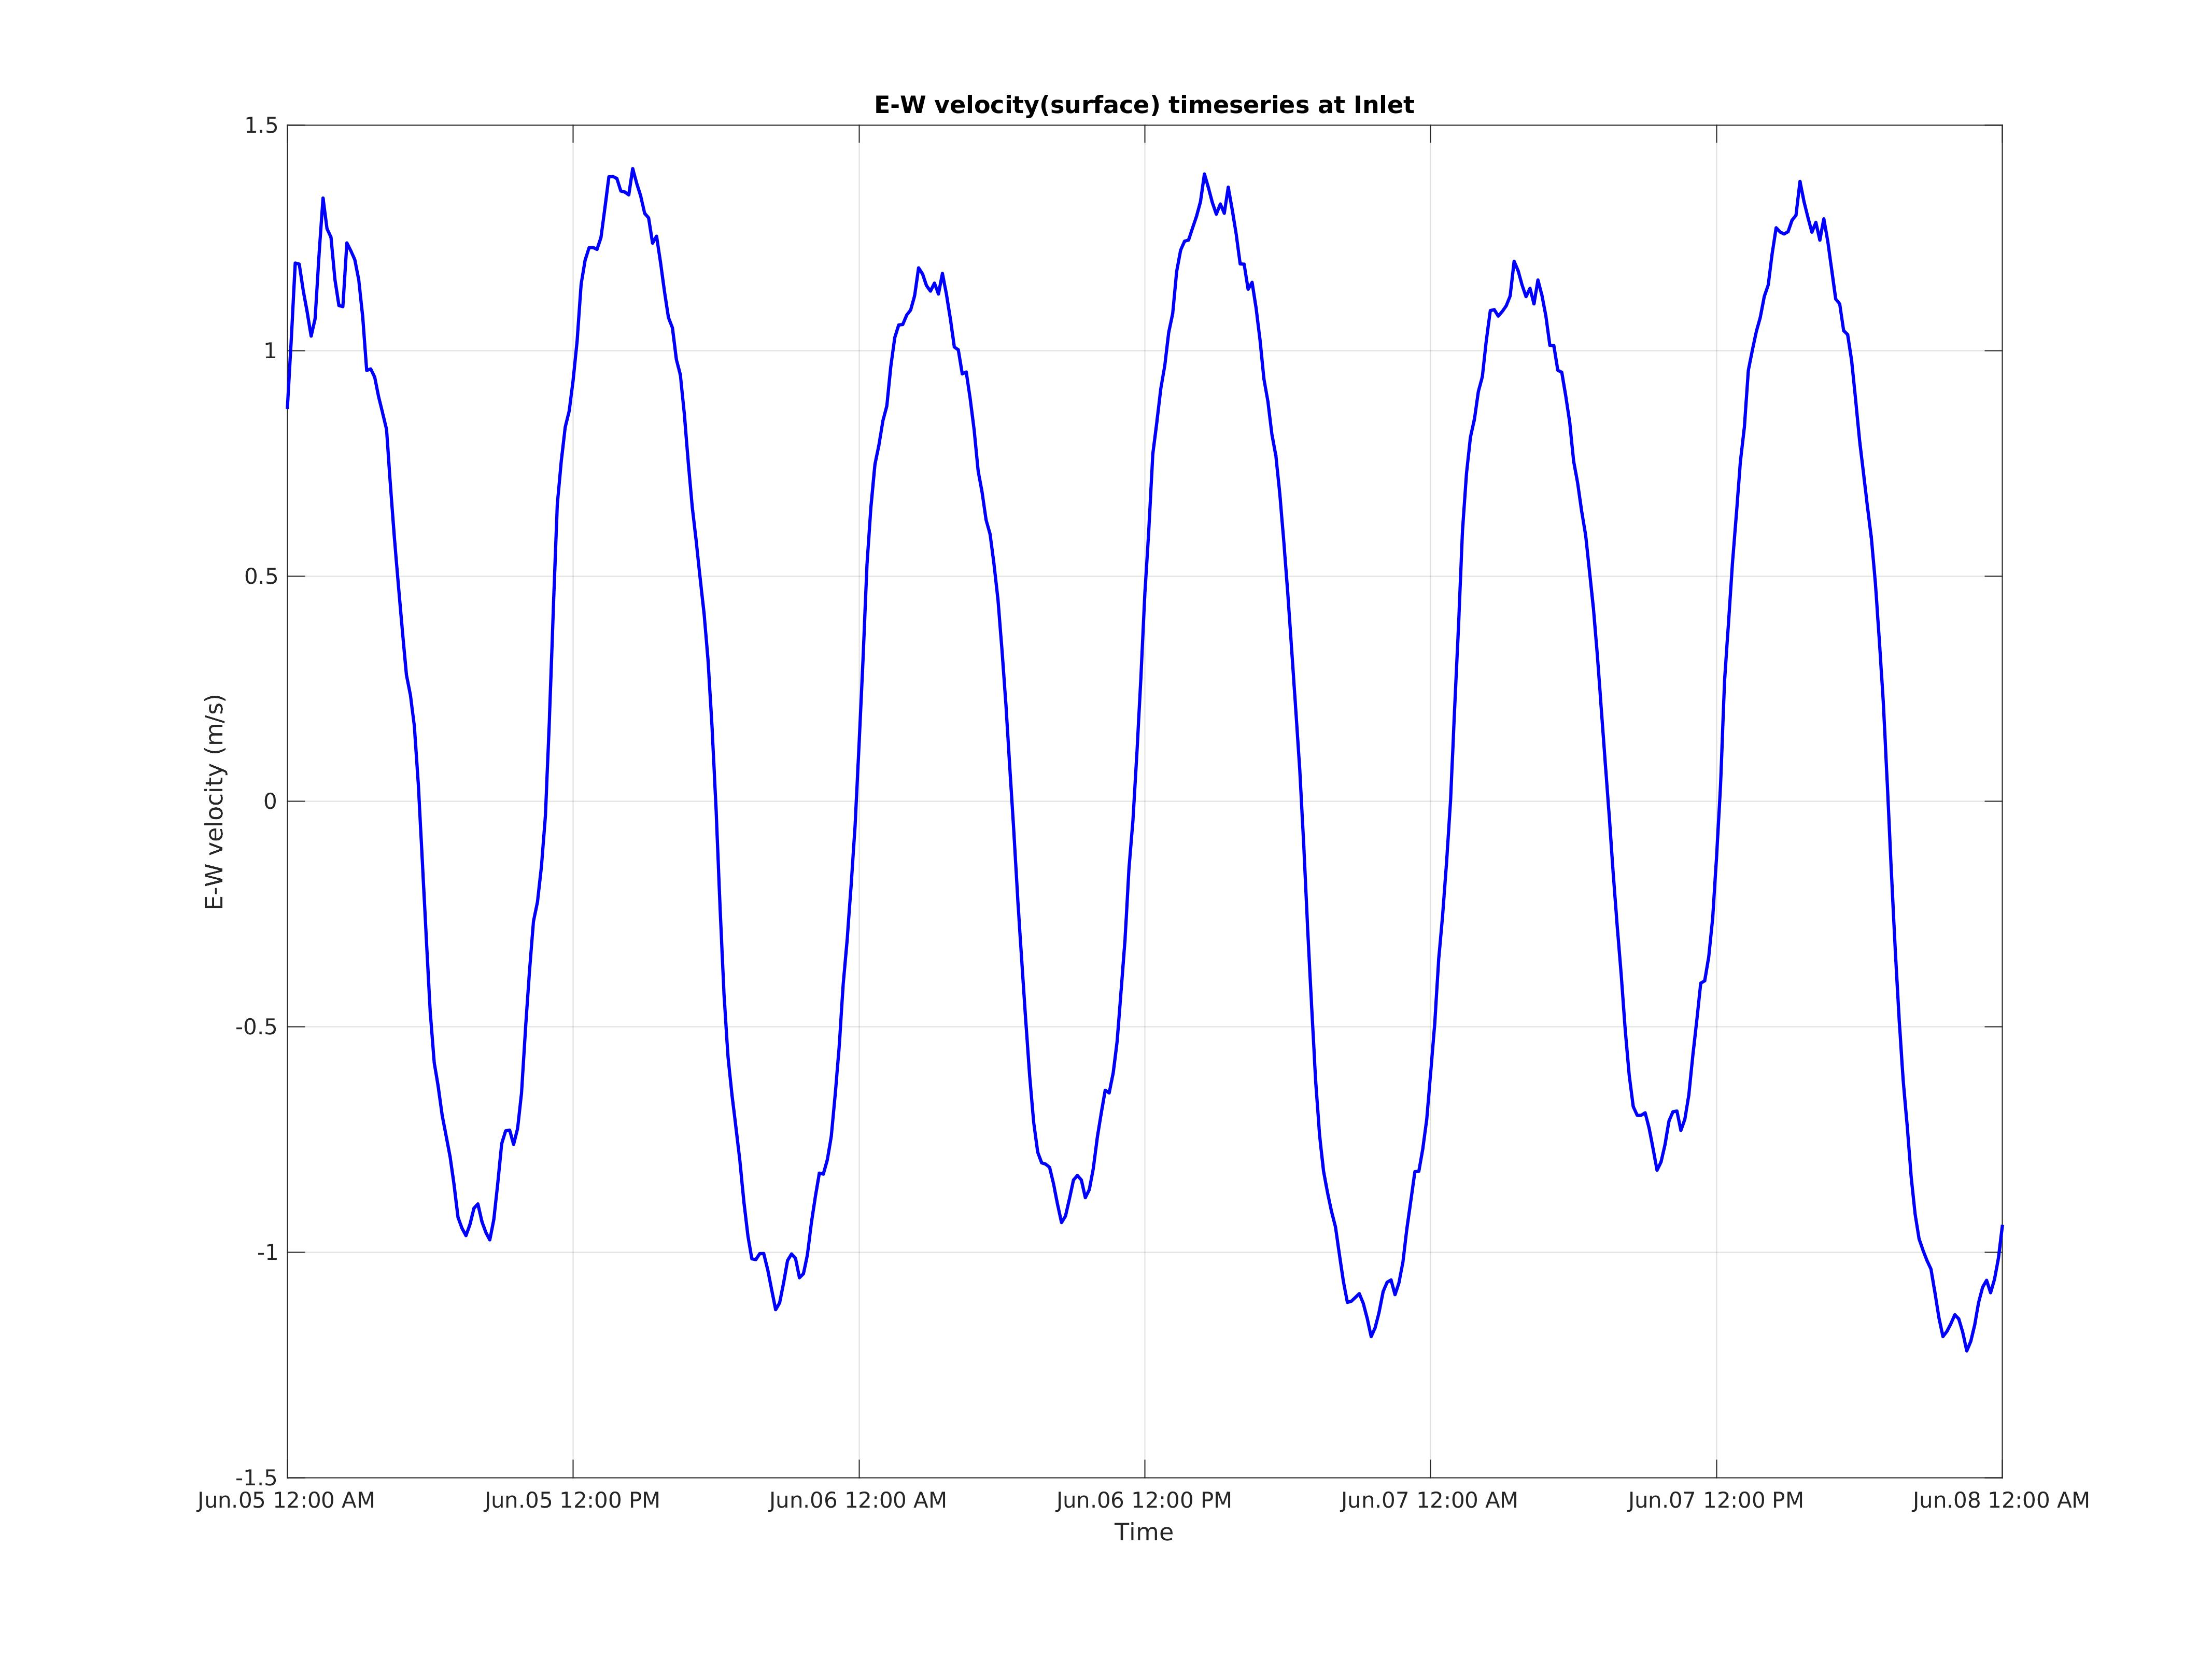 E-W velocity(surface) timeseries at Inlet
1.5
1
0.5
0
-0.5
-1
-1.5
E-W velocity (m/s)
Jun.05 12:00 AM Jun.05 12:00 PM Jun.06 12:00 AM Jun.06 12:00 PM Jun.07 12:00 AM Jun.07 12:00 PM Jun.08 12:00 AM
Time